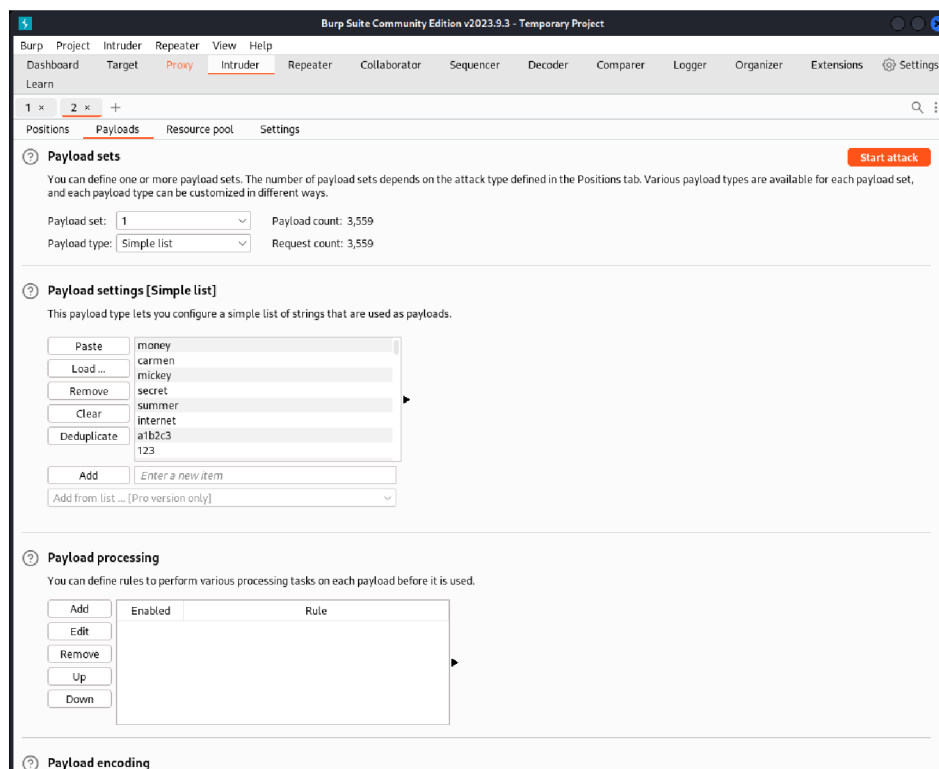 Burp Suite Community Edition v2023.9.3 - Temporary Project
Burp Project Intruder Repeater View Help
Dashboard Target Proxy Intruder Repeater Collaborator Sequencer Decoder Comparer Logger Organizer Extensions Settings
Learn
1 × 2 × +
Positions Payloads Resource pool Settings
? Payload sets
Start attack
You can define one or more payload sets. The number of payload sets depends on the attack type defined in the Positions tab. Various payload types are available for each payload set,
and each payload type can be customized in different ways.
Payload set: 1 Payload count: 3,559
Payload type: Simple list Request count: 3,559
? Payload settings [Simple list]
This payload type lets you configure a simple list of strings that are used as payloads.
Paste
Load ...
Remove
Clear
Deduplicate
money
carmen
mickey
secret
summer
internet
a1b2c3
123
Add Enter a new item
Add from list ... [Pro version only]
? Payload processing
You can define rules to perform various processing tasks on each payload before it is used.
Add
Edit
Remove
Up
Down
Enabled Rule
? Payload encoding